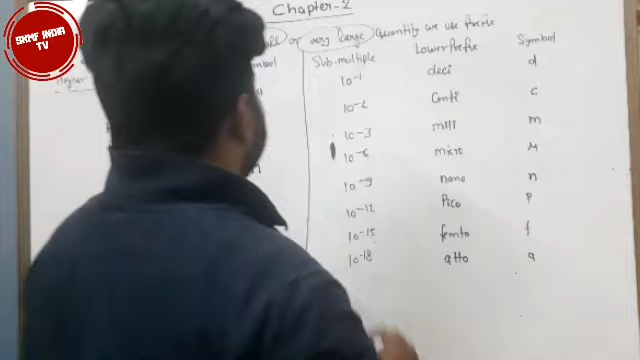 SKMF INDIA
TV
Chapter-2
or very large Quantity we use Prefix
Sub-multiple Lower Prefix Symbol
10-1 deci d
10-2 Centi c
10-3 mill m
10-6 micro μ
10-9 nano n
10-12 Pico P
10-15 femto f
10-18 atto a